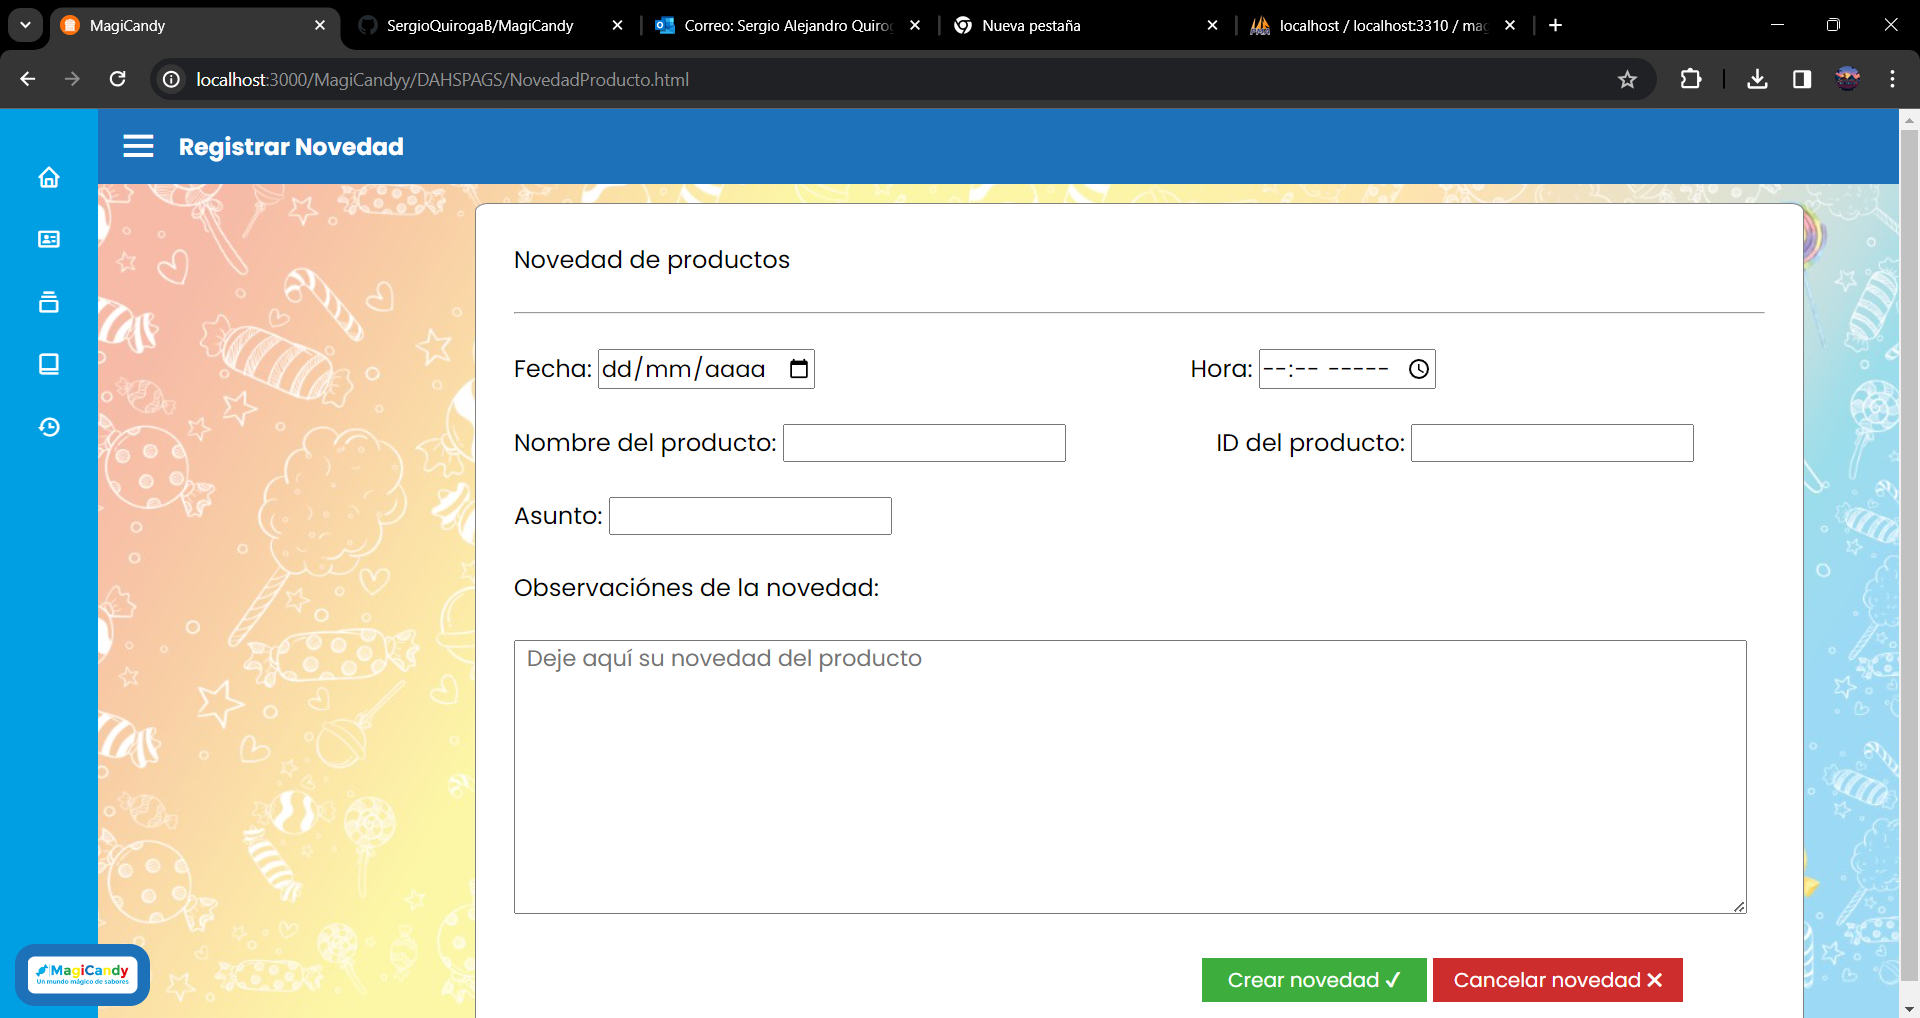 MagiCandy
SergioQuirogaB/MagiCandy
Correo: Sergio Alejandro Quiro
Nueva pestaña
localhost / localhost:3310 / ma
localhost:3000/MagiCandyy/DAHSPAGS/NovedadProducto.html
Registrar Novedad
Novedad de productos
Fecha: dd/mm/aaaa
Hora: --:-- -----
Nombre del producto:
ID del producto:
Asunto:
Observaciónes de la novedad:
Deje aquí su novedad del producto
Crear novedad ✓
Cancelar novedad ✕
MagiCandy
Un mundo mágico de sabores